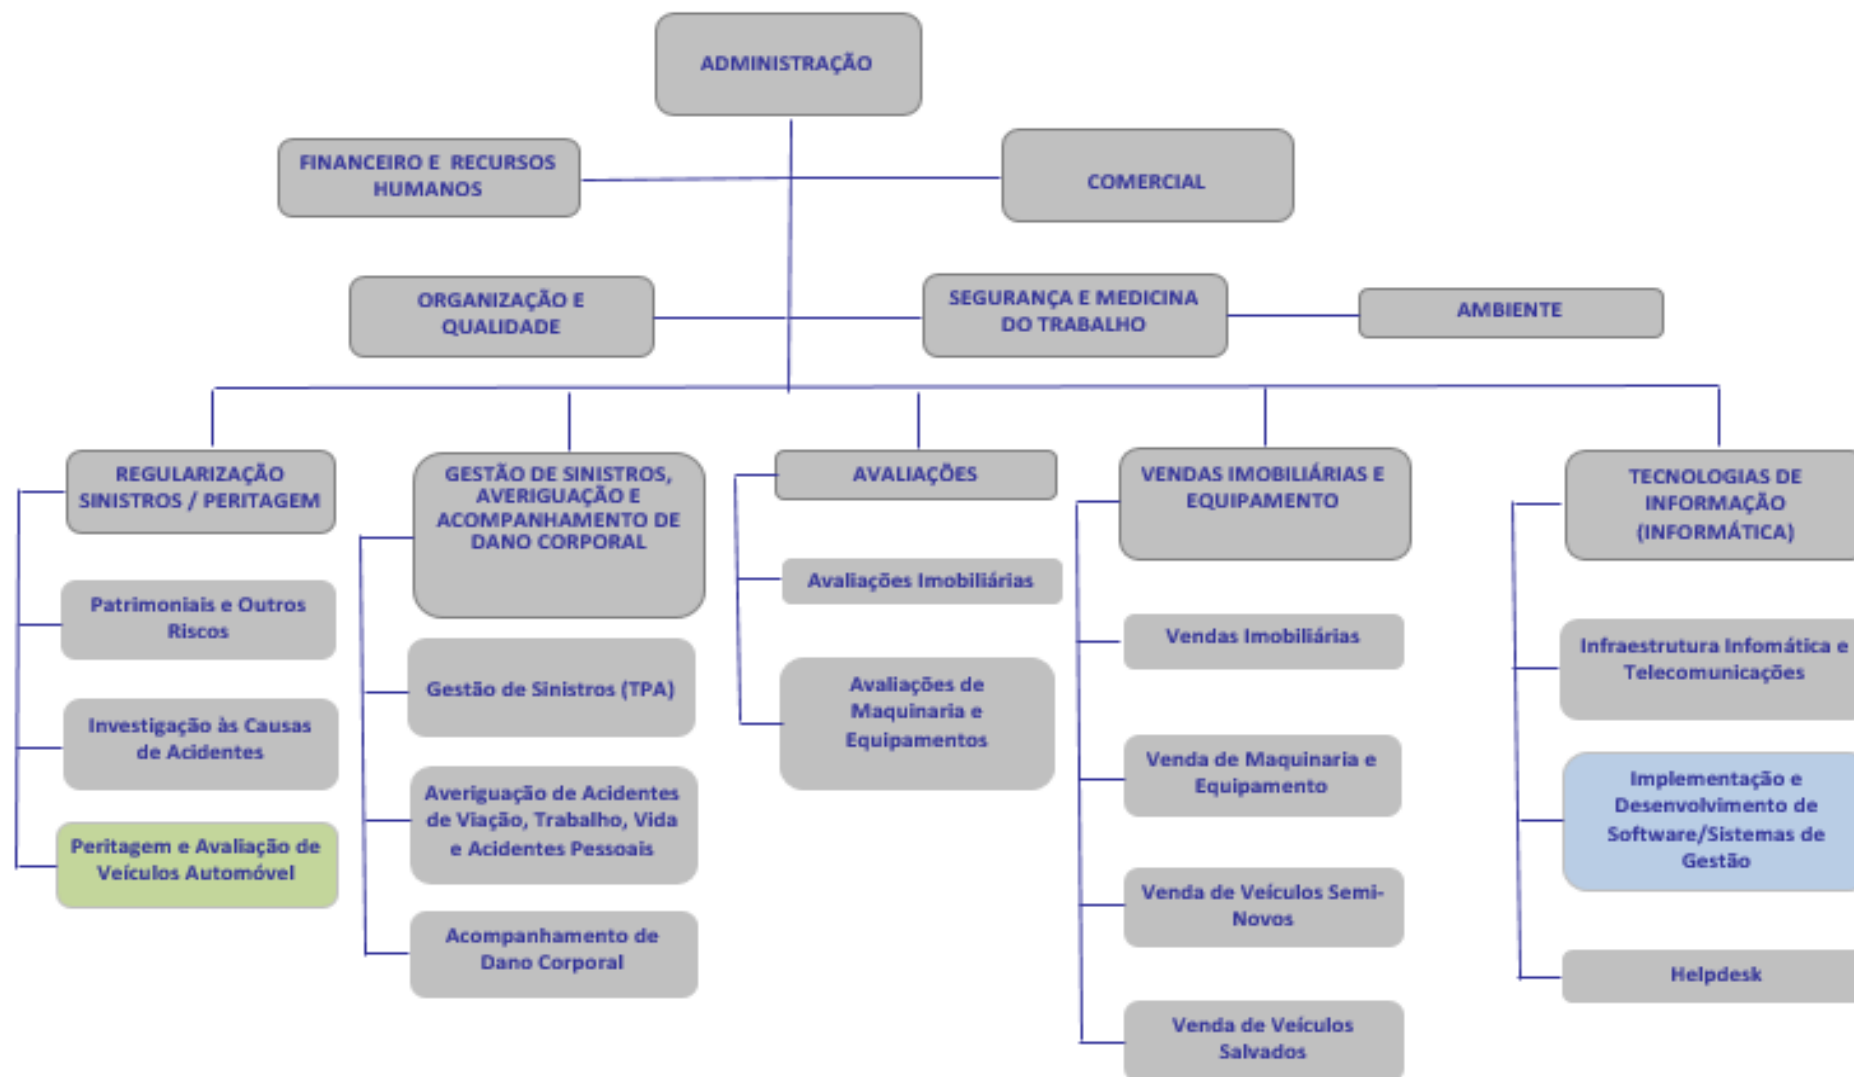 ADMINISTRAÇÃO
FINANCEIRO E RECURSOS
HUMANOS
COMERCIAL
ORGANIZAÇÃO E
QUALIDADE
SEGURANÇA E MEDICINA
DO TRABALHO
AMBIENTE
REGULARIZAÇÃO
SINISTROS / PERITAGEM
Patrimoniais e Outros
Riscos
Investigação às Causas
de Acidentes
Peritagem e Avaliação de
Veículos Automóvel
GESTÃO DE SINISTROS,
AVERIGUAÇÃO E
ACOMPANHAMENTO DE
DANO CORPORAL
Gestão de Sinistros (TPA)
Averiguação de Acidentes
de Viação, Trabalho, Vida
e Acidentes Pessoais
Acompanhamento de
Dano Corporal
AVALIAÇÕES
Avaliações Imobiliárias
Avaliações de
Maquinaria e
Equipamentos
VENDAS IMOBILIÁRIAS E
EQUIPAMENTO
Vendas Imobiliárias
Venda de Maquinaria e
Equipamento
Venda de Veículos Semi-
Novos
Venda de Veículos
Salvados
TECNOLOGIAS DE
INFORMAÇÃO
(INFORMÁTICA)
Infraestrutura Infomática e
Telecomunicações
Implementação e
Desenvolvimento de
Software/Sistemas de
Gestão
Helpdesk